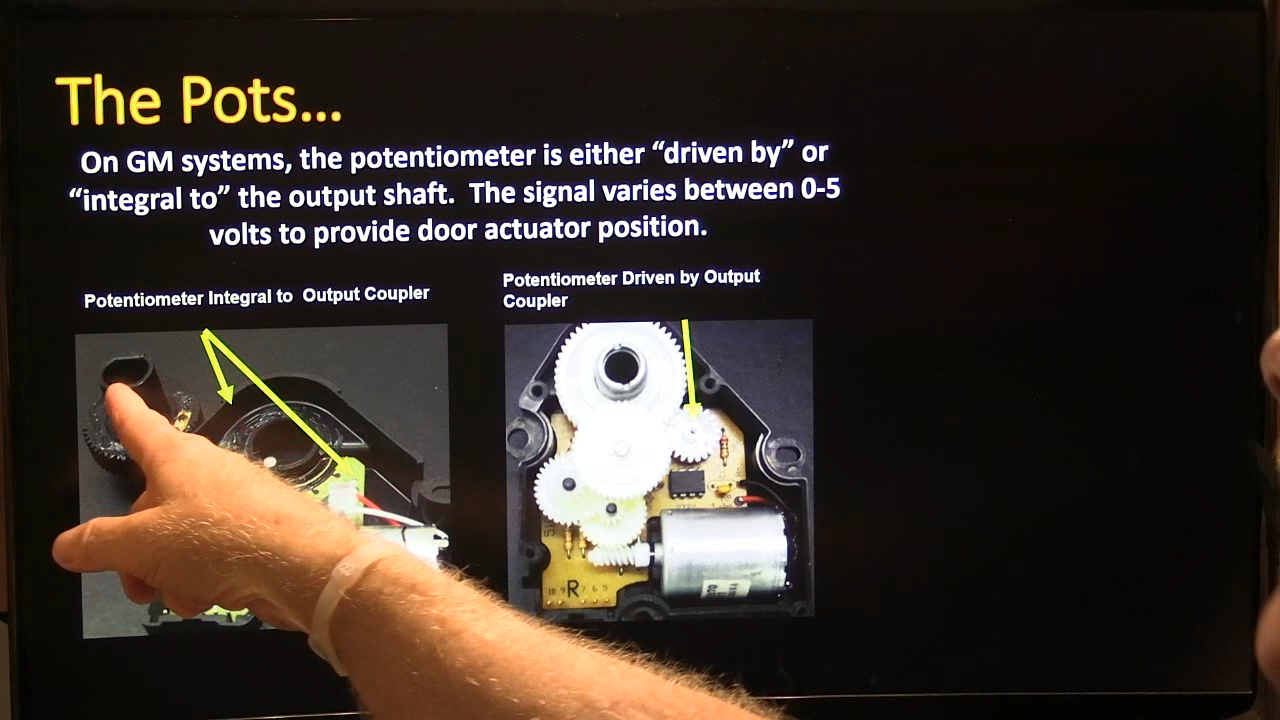 The Pots...
On GM systems, the potentiometer is either “driven by” or
“integral to” the output shaft.  The signal varies between 0-5
volts to provide door actuator position.
Potentiometer Integral to  Output Coupler
Potentiometer Driven by Output
Coupler
R